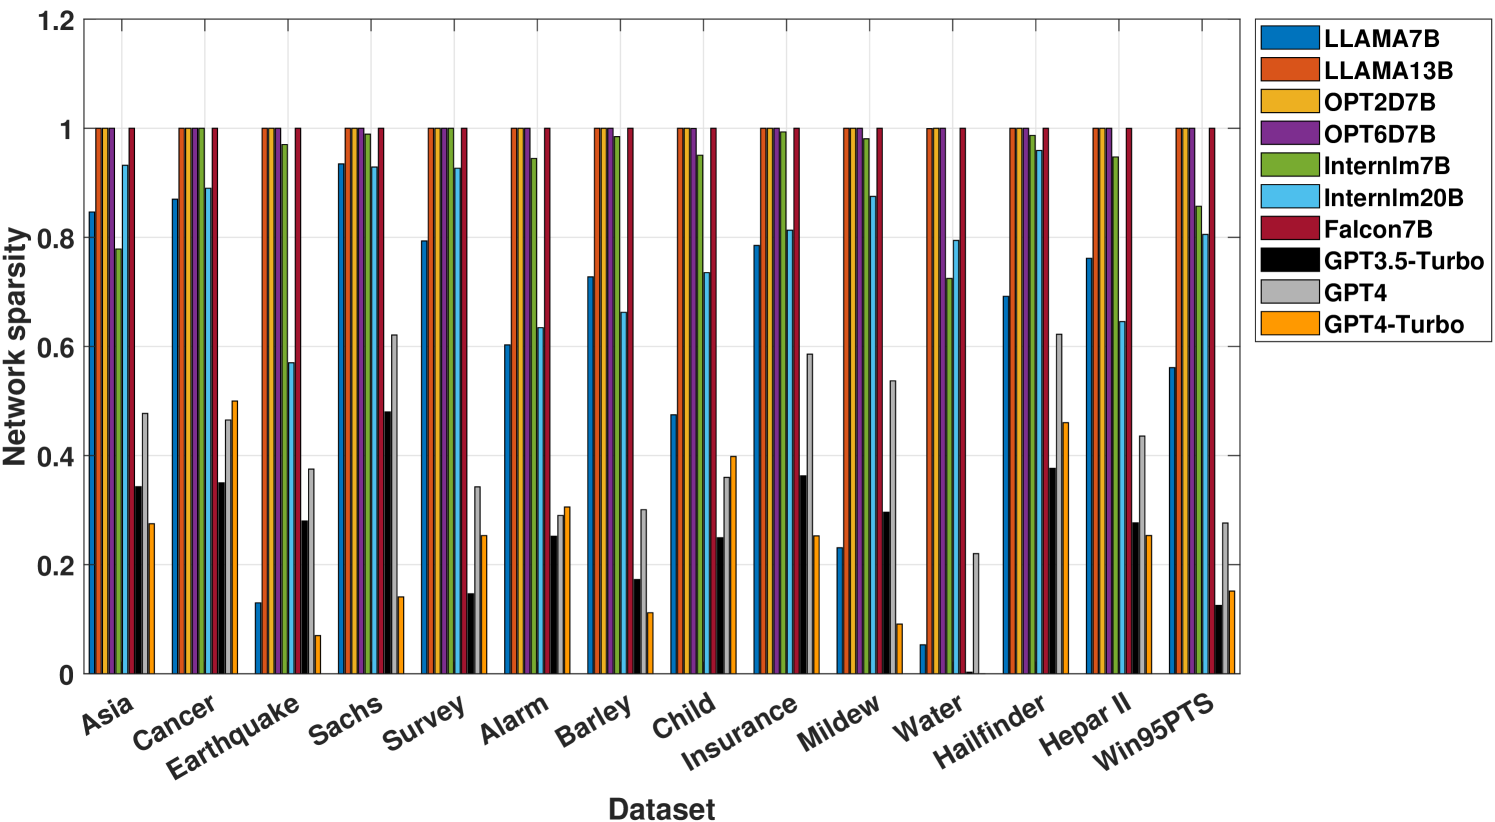 1.2
1
0.8
0.6
0.4
0.2
0
Network sparsity
Asia
Cancer
Earthquake
Sachs
Survey
Alarm
Barley
Child
Insurance
Mildew
Water
Hailfinder
Hepar II
Win95PTS
Dataset
LLAMA7B
LLAMA13B
OPT2D7B
OPT6D7B
Internlm7B
Internlm20B
Falcon7B
GPT3.5-Turbo
GPT4
GPT4-Turbo